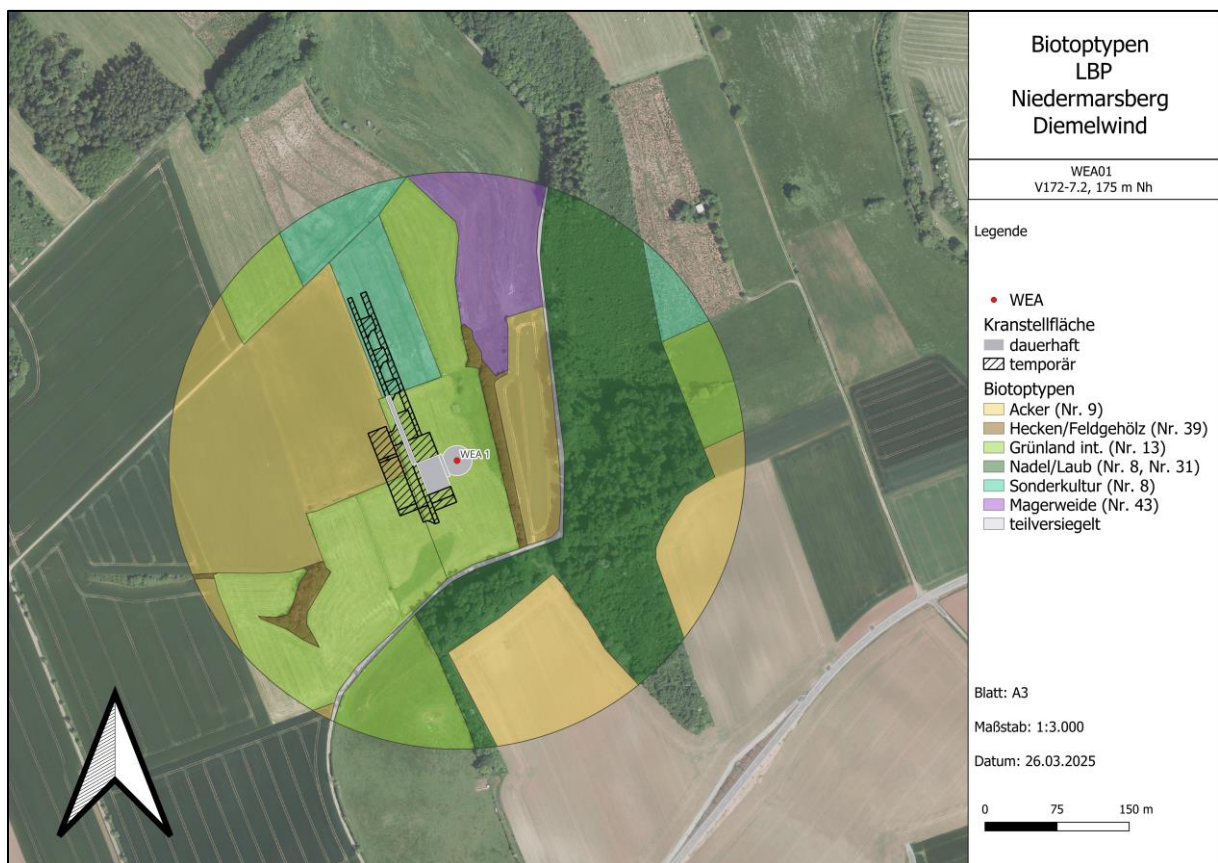 Biotoptypen
LBP
Niedermarsberg
Diemelwind
WEA01
V172-7.2, 175 m Nh
Legende
WEA
Kranstellfläche
dauerhaft
temporär
Biotoptypen
Acker (Nr. 9)
Hecken/Feldgehölz (Nr. 39)
Grünland int. (Nr. 13)
Nadel/Laub (Nr. 8, Nr. 31)
Sonderkultur (Nr. 8)
Magerweide (Nr. 43)
teilversiegelt
WEA 1
Blatt: A3
Maßstab: 1:3.000
Datum: 26.03.2025
0 75 150 m